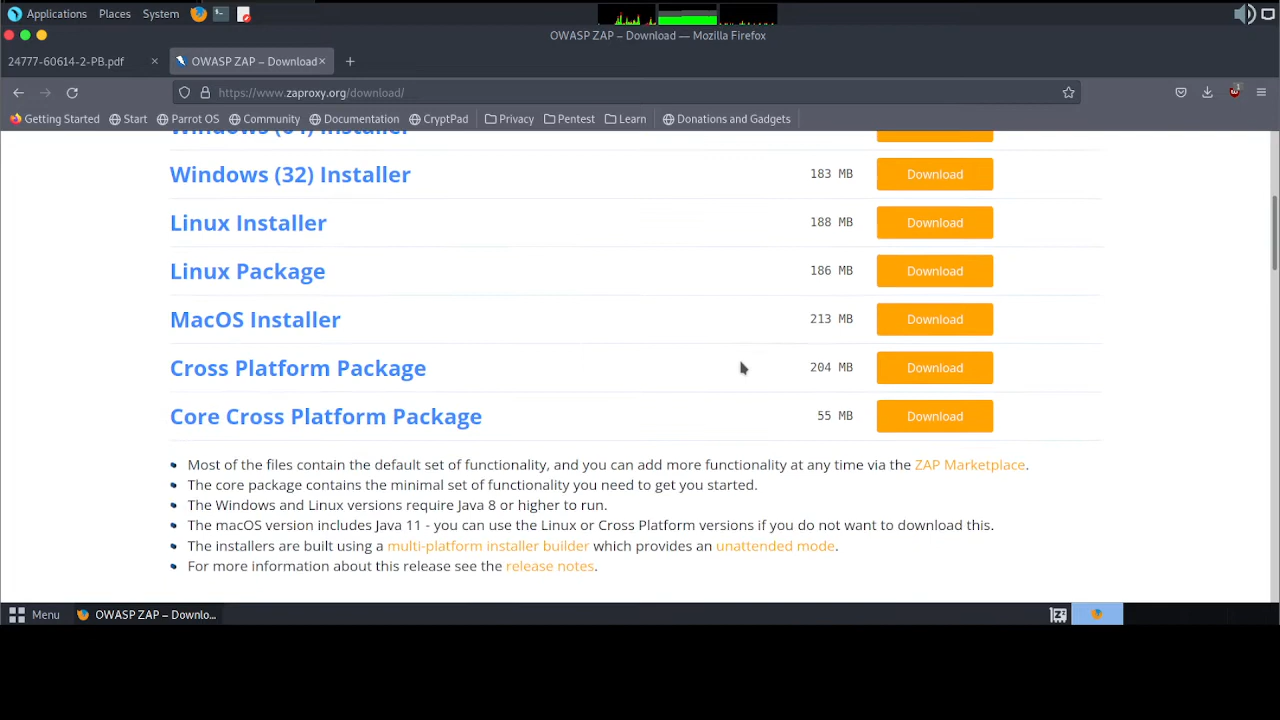 Applications Places System
OWASP ZAP – Download — Mozilla Firefox
24777-60614-2-PB.pdf × OWASP ZAP – Download × +
https://www.zaproxy.org/download/
Getting Started Start Parrot OS Community Documentation CryptPad Privacy Pentest Learn Donations and Gadgets
Windows (64) Installer
Windows (32) Installer 183 MB Download
Linux Installer 188 MB Download
Linux Package 186 MB Download
MacOS Installer 213 MB Download
Cross Platform Package 204 MB Download
Core Cross Platform Package 55 MB Download
• Most of the files contain the default set of functionality, and you can add more functionality at any time via the ZAP Marketplace.
• The core package contains the minimal set of functionality you need to get you started.
• The Windows and Linux versions require Java 8 or higher to run.
• The macOS version includes Java 11 - you can use the Linux or Cross Platform versions if you do not want to download this.
• The installers are built using a multi-platform installer builder which provides an unattended mode.
• For more information about this release see the release notes.
Menu OWASP ZAP – Downlo...